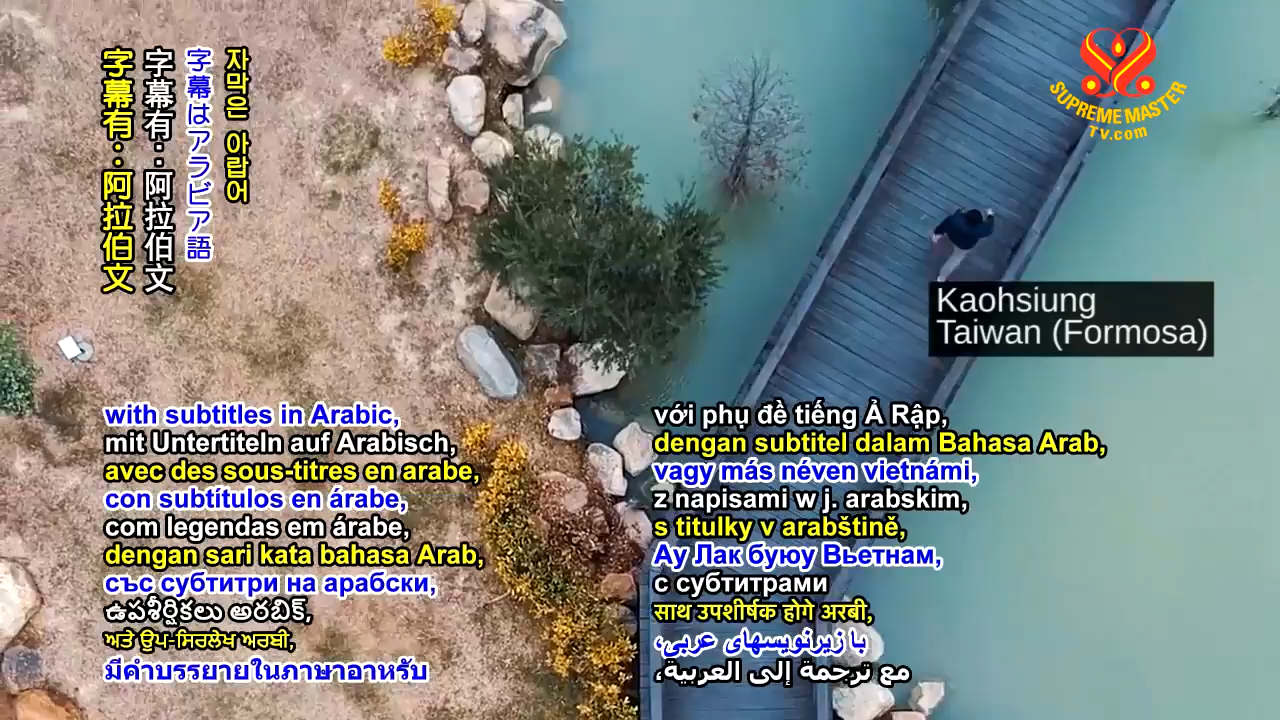 字幕有：阿拉伯文
字幕有：阿拉伯文
字幕はアラビア語
자막은 아랍어
SUPREME MASTER
TV.com
Kaohsiung
Taiwan (Formosa)
with subtitles in Arabic,
mit Untertiteln auf Arabisch,
avec des sous-titres en arabe,
con subtítulos en árabe,
com legendas em árabe,
dengan sari kata bahasa Arab,
със субтитри на арабски,
ఉపశీర్షికలు అరబిక్,
ਅਤੇ ਉਪ-ਸਿਰਲੇਖ ਅਰਬੀ,
มีคำบรรยายในภาษาอาหรับ
với phụ đề tiếng Ả Rập,
dengan subtitel dalam Bahasa Arab,
vagy más néven vietnámi,
z napisami w j. arabskim,
s titulky v arabštině,
Ау Лак буюу Вьетнам,
с субтитрами
साथ उपशीर्षक होगे अरबी,
با زیرنویسهای عربی،
مع ترجمة إلى العربية،